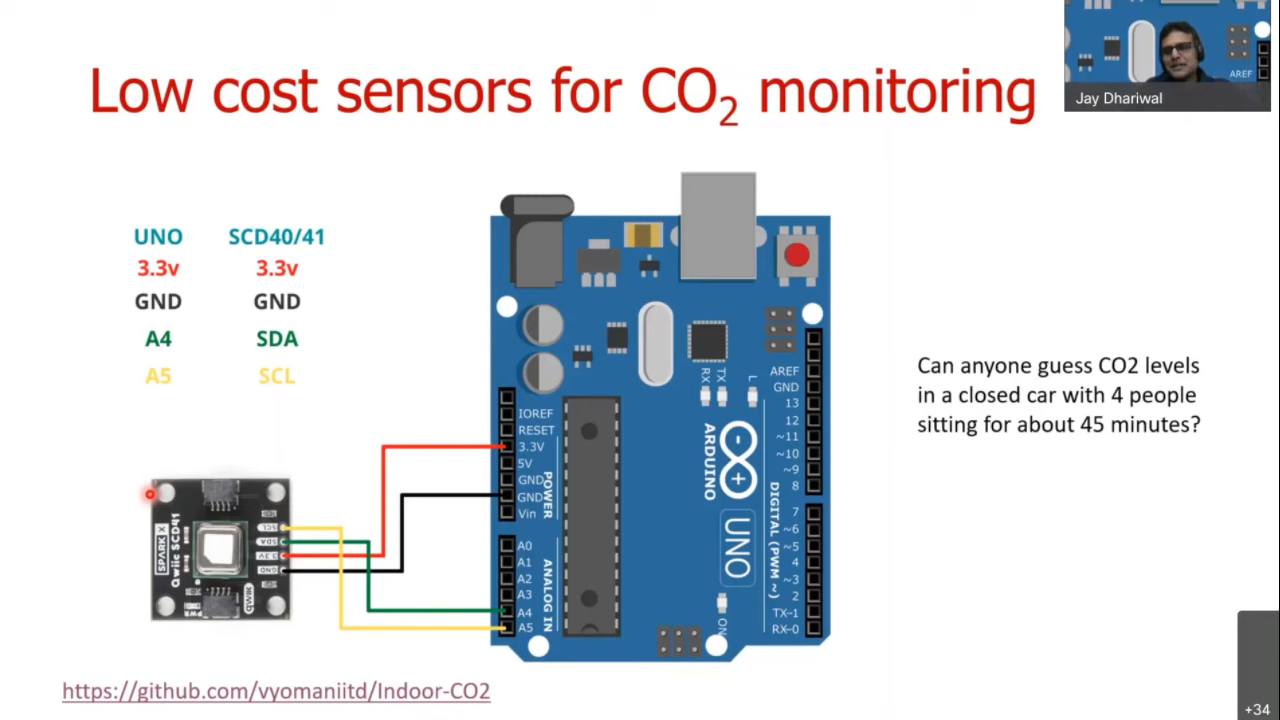 Low cost sensors for CO2 monitoring
AREF
Jay Dhariwal
UNO SCD40/41
3.3v 3.3v
GND GND
A4 SDA
A5 SCL
Can anyone guess CO2 levels
in a closed car with 4 people
sitting for about 45 minutes?
IOREF
RESET
3.3V
5V
GND
GND
Vin
POWER
A0
A1
A2
A3
A4
A5
ANALOG IN
RX
TX
L
ARDUINO
UNO
ON
AREF
GND
13
12
~11
~10
~9
8
7
~6
~5
4
~3
2
TX-1
RX-0
DIGITAL (PWM ~)
SPARK X
Qwiic SCD41
SCL
SDA
3.3V
GND
PWR
QWIIC
https://github.com/vyomaniitd/Indoor-CO2
+34